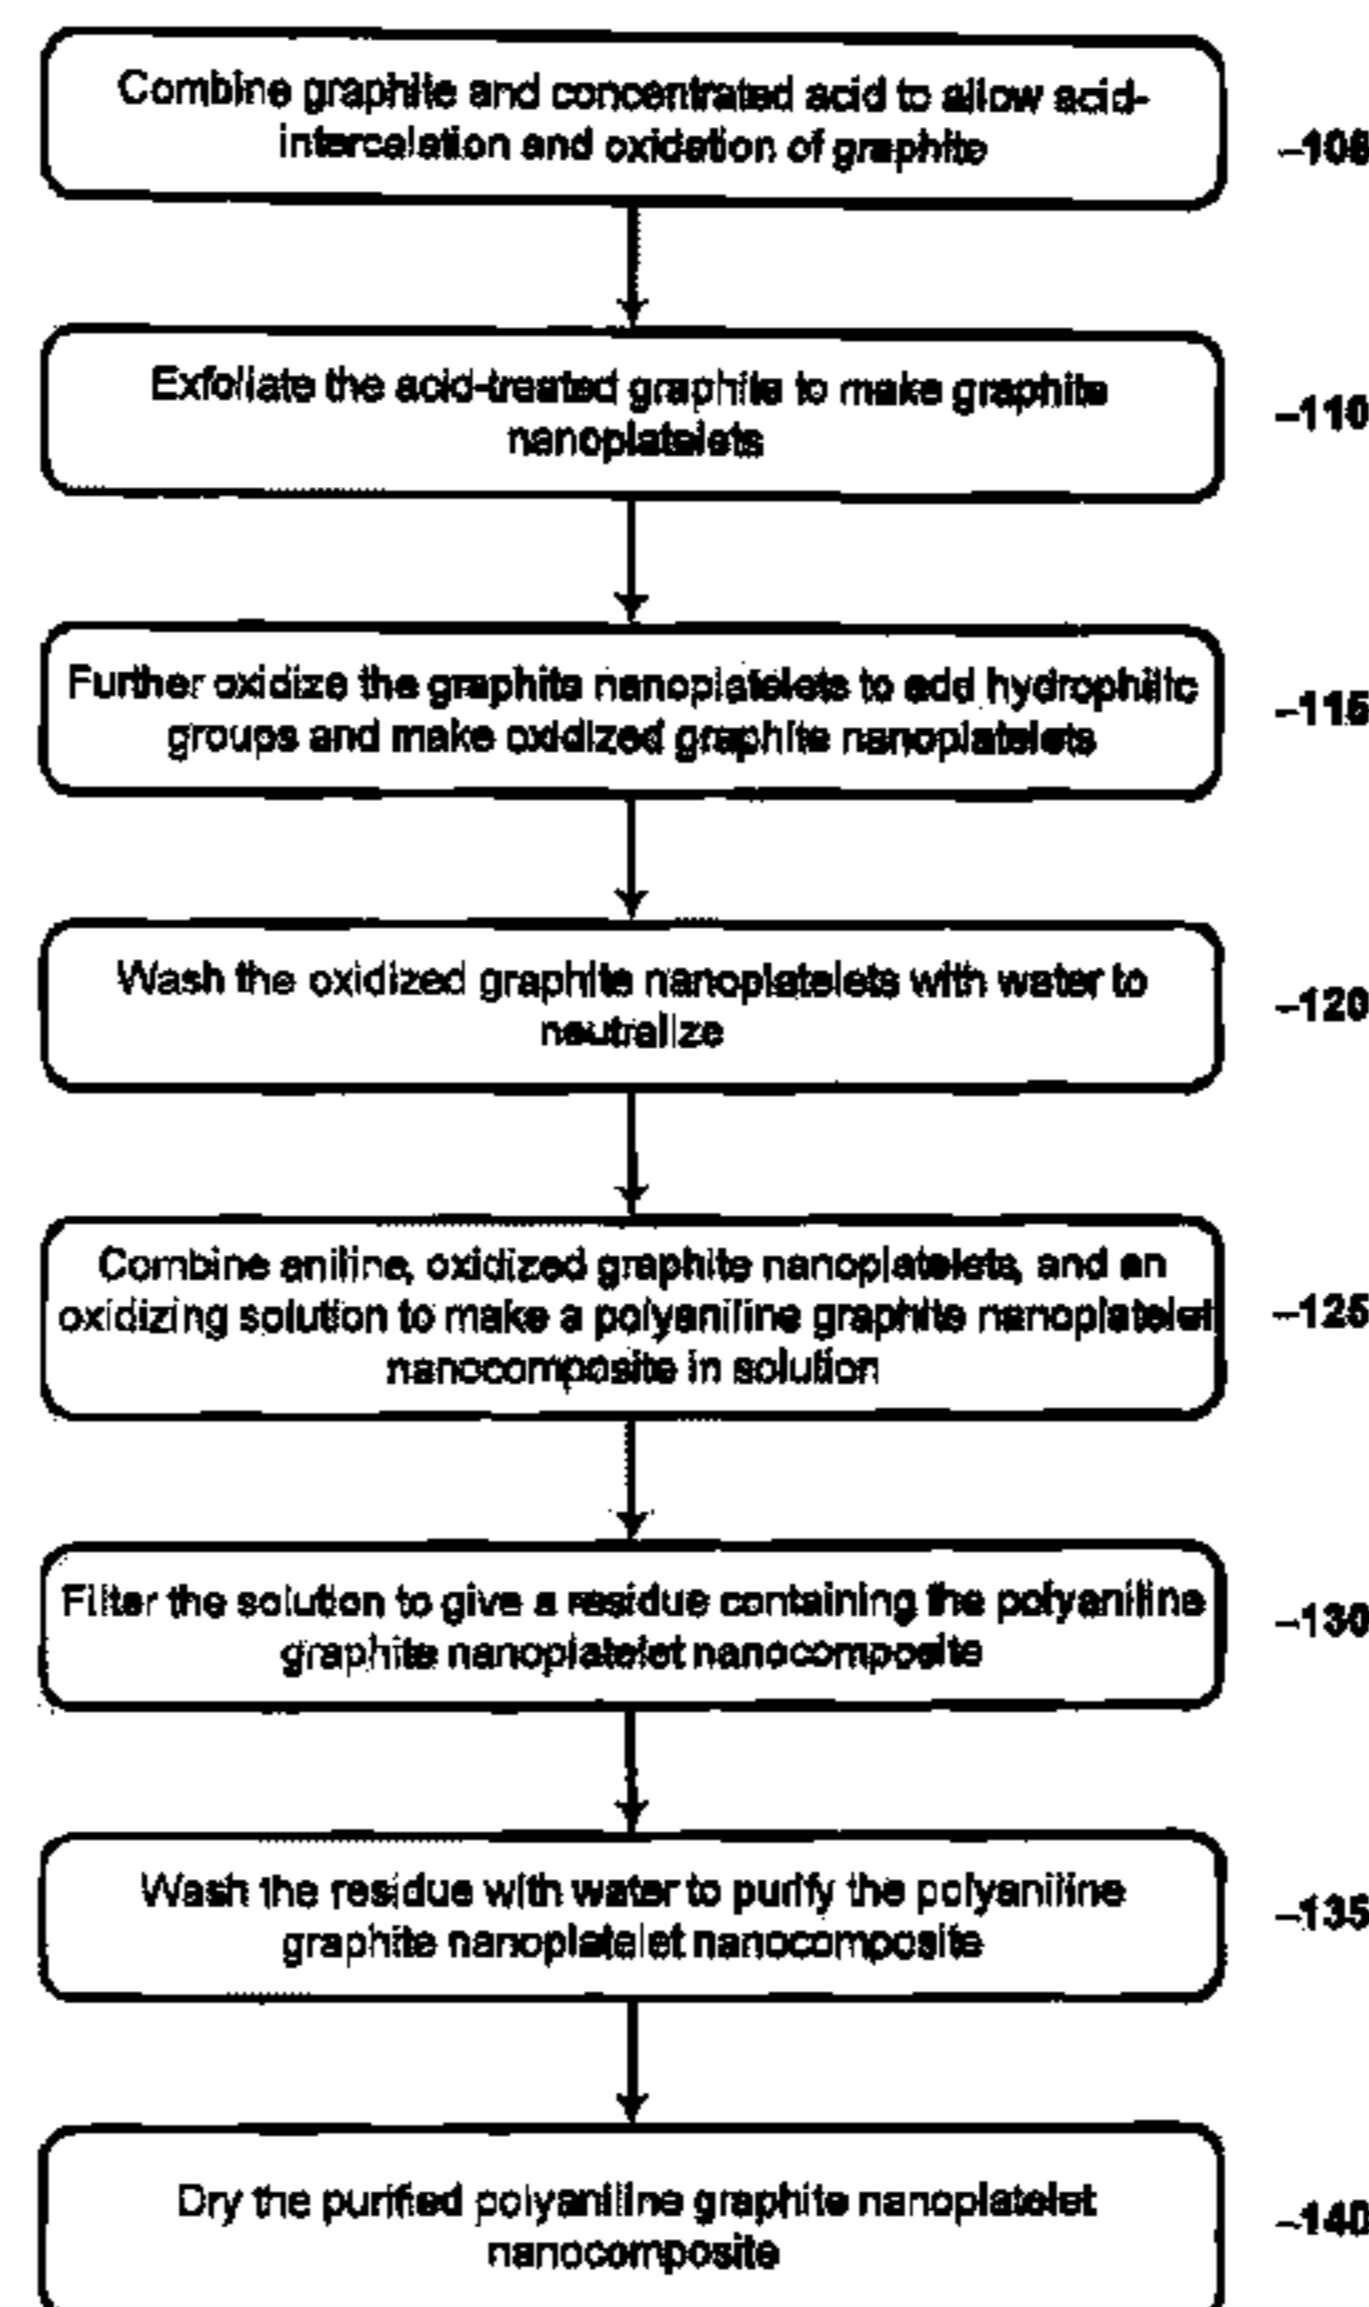 Combine graphite and concentrated acid to allow acid-
intercalation and oxidation of graphite
–105
Exfoliate the acid-treated graphite to make graphite
nanoplatelets
–110
Further oxidize the graphite nanoplatelets to add hydrophilic
groups and make oxidized graphite nanoplatelets
–115
Wash the oxidized graphite nanoplatelets with water to
neutralize
–120
Combine aniline, oxidized graphite nanoplatelets, and an
oxidizing solution to make a polyaniline graphite nanoplatelet
nanocomposite in solution
–125
Filter the solution to give a residue containing the polyaniline
graphite nanoplatelet nanocomposite
–130
Wash the residue with water to purify the polyaniline
graphite nanoplatelet nanocomposite
–135
Dry the purified polyaniline graphite nanoplatelet
nanocomposite
–140